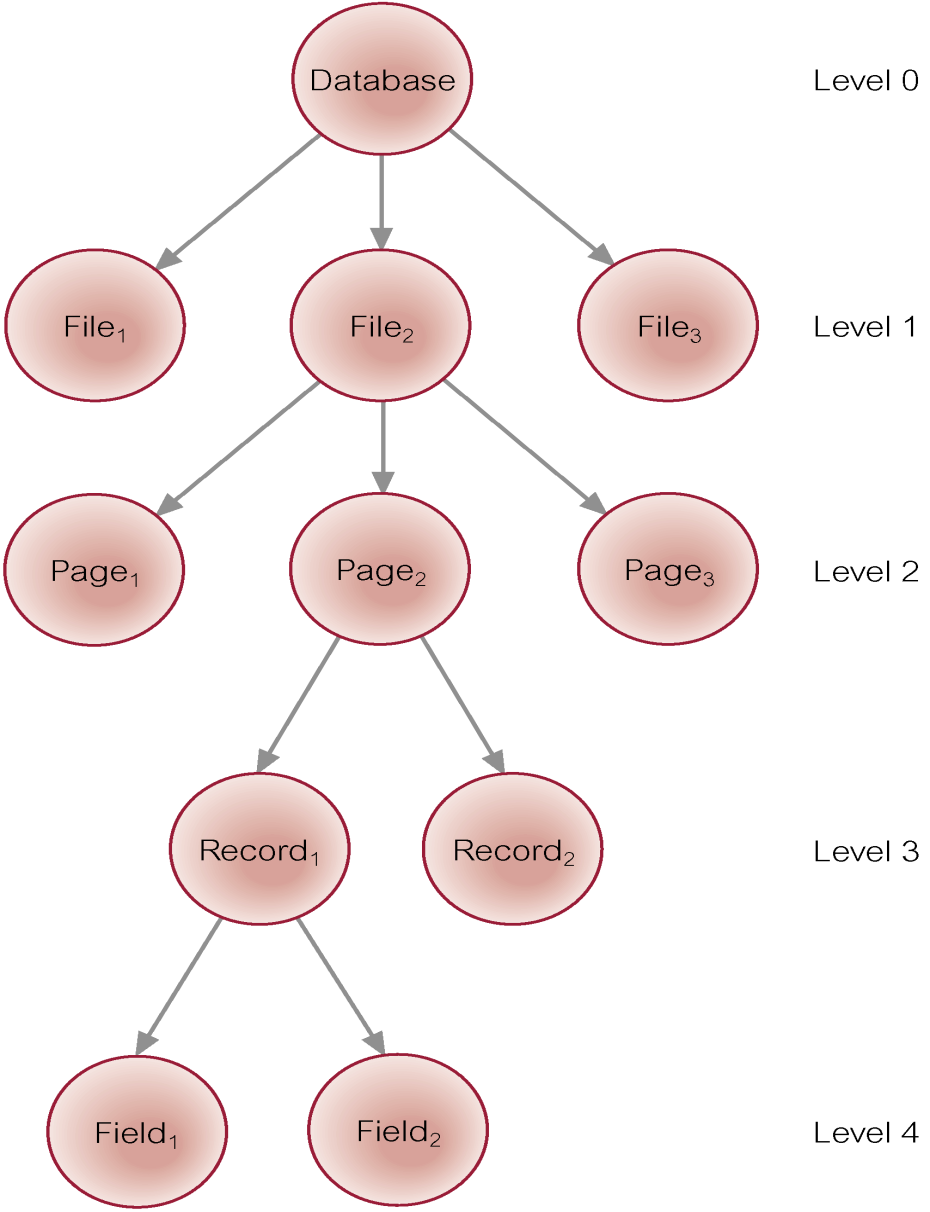 Database Level 0
File₁ File₂ File₃ Level 1
Page₁ Page₂ Page₃ Level 2
Record₁ Record₂ Level 3
Field₁ Field₂ Level 4